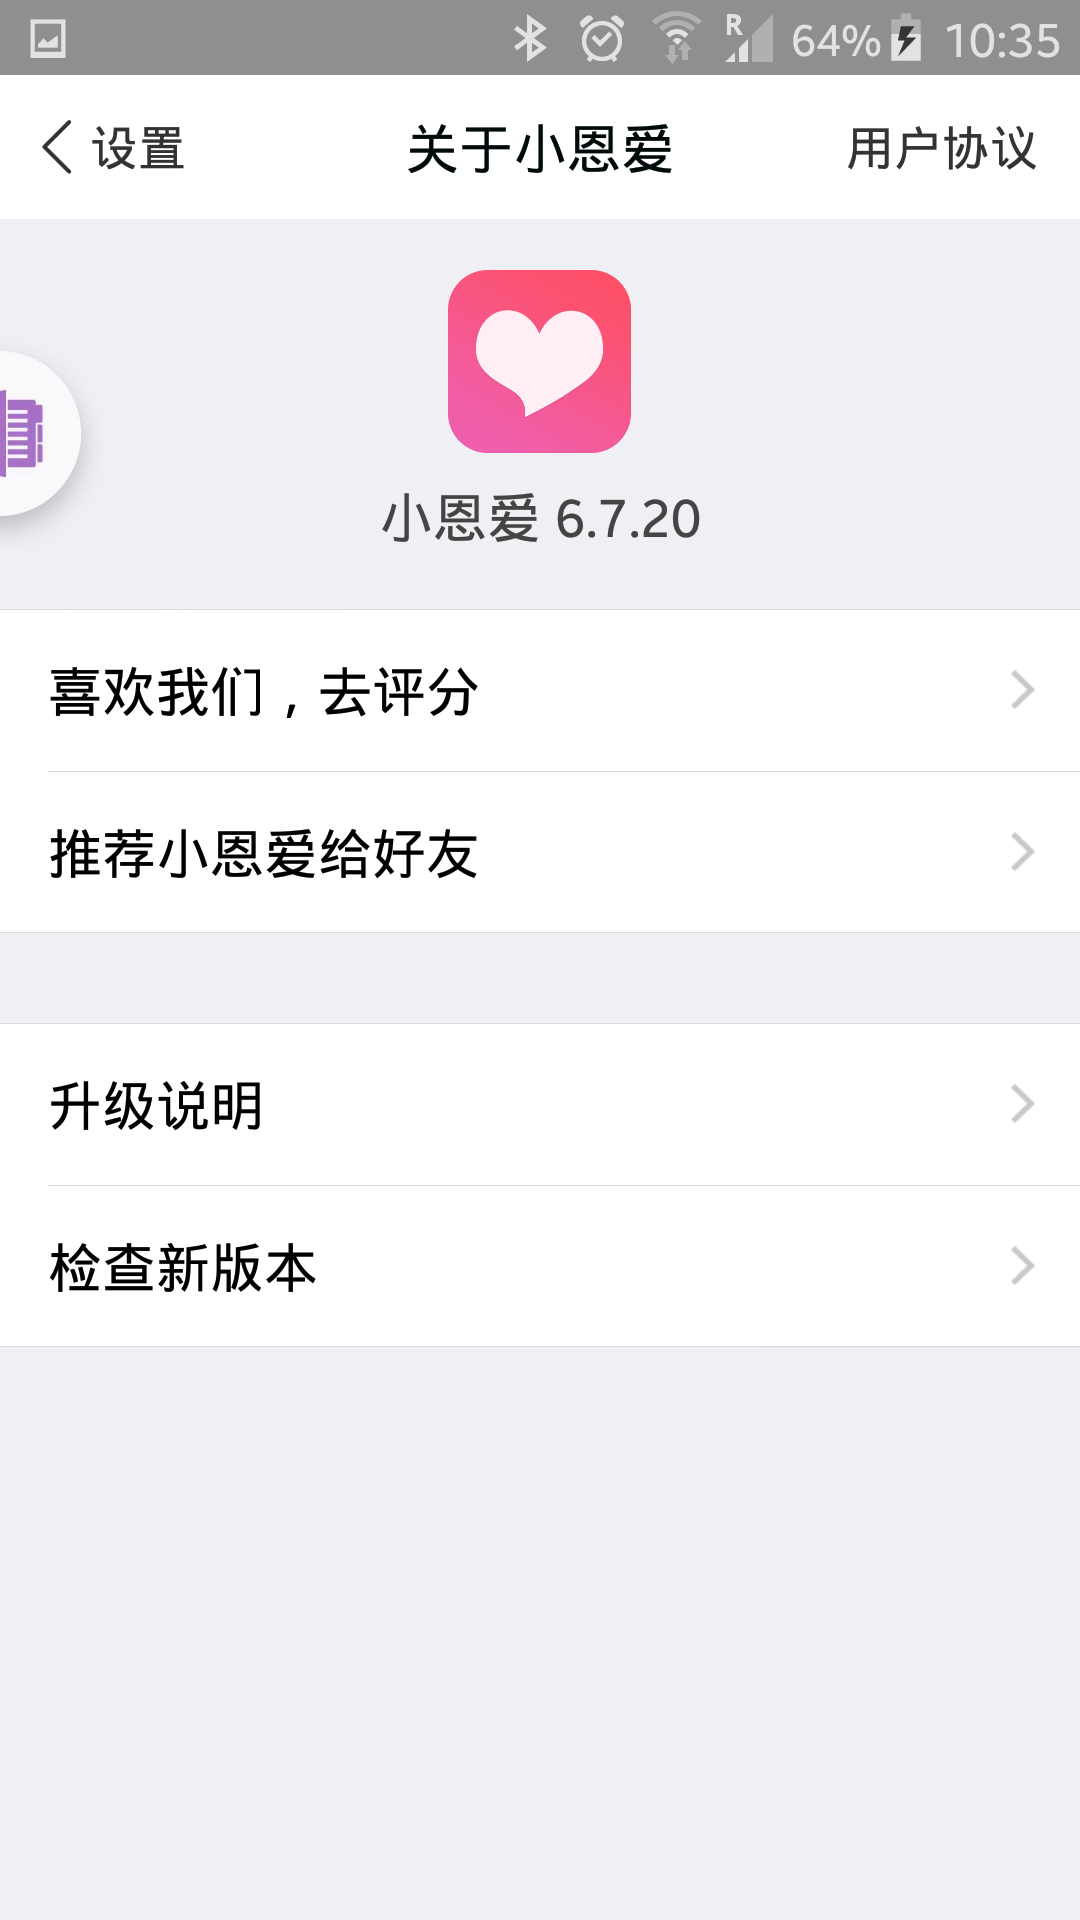 R 64% 10:35
设置 关于小恩爱 用户协议
小恩爱 6.7.20
喜欢我们，去评分
推荐小恩爱给好友
升级说明
检查新版本